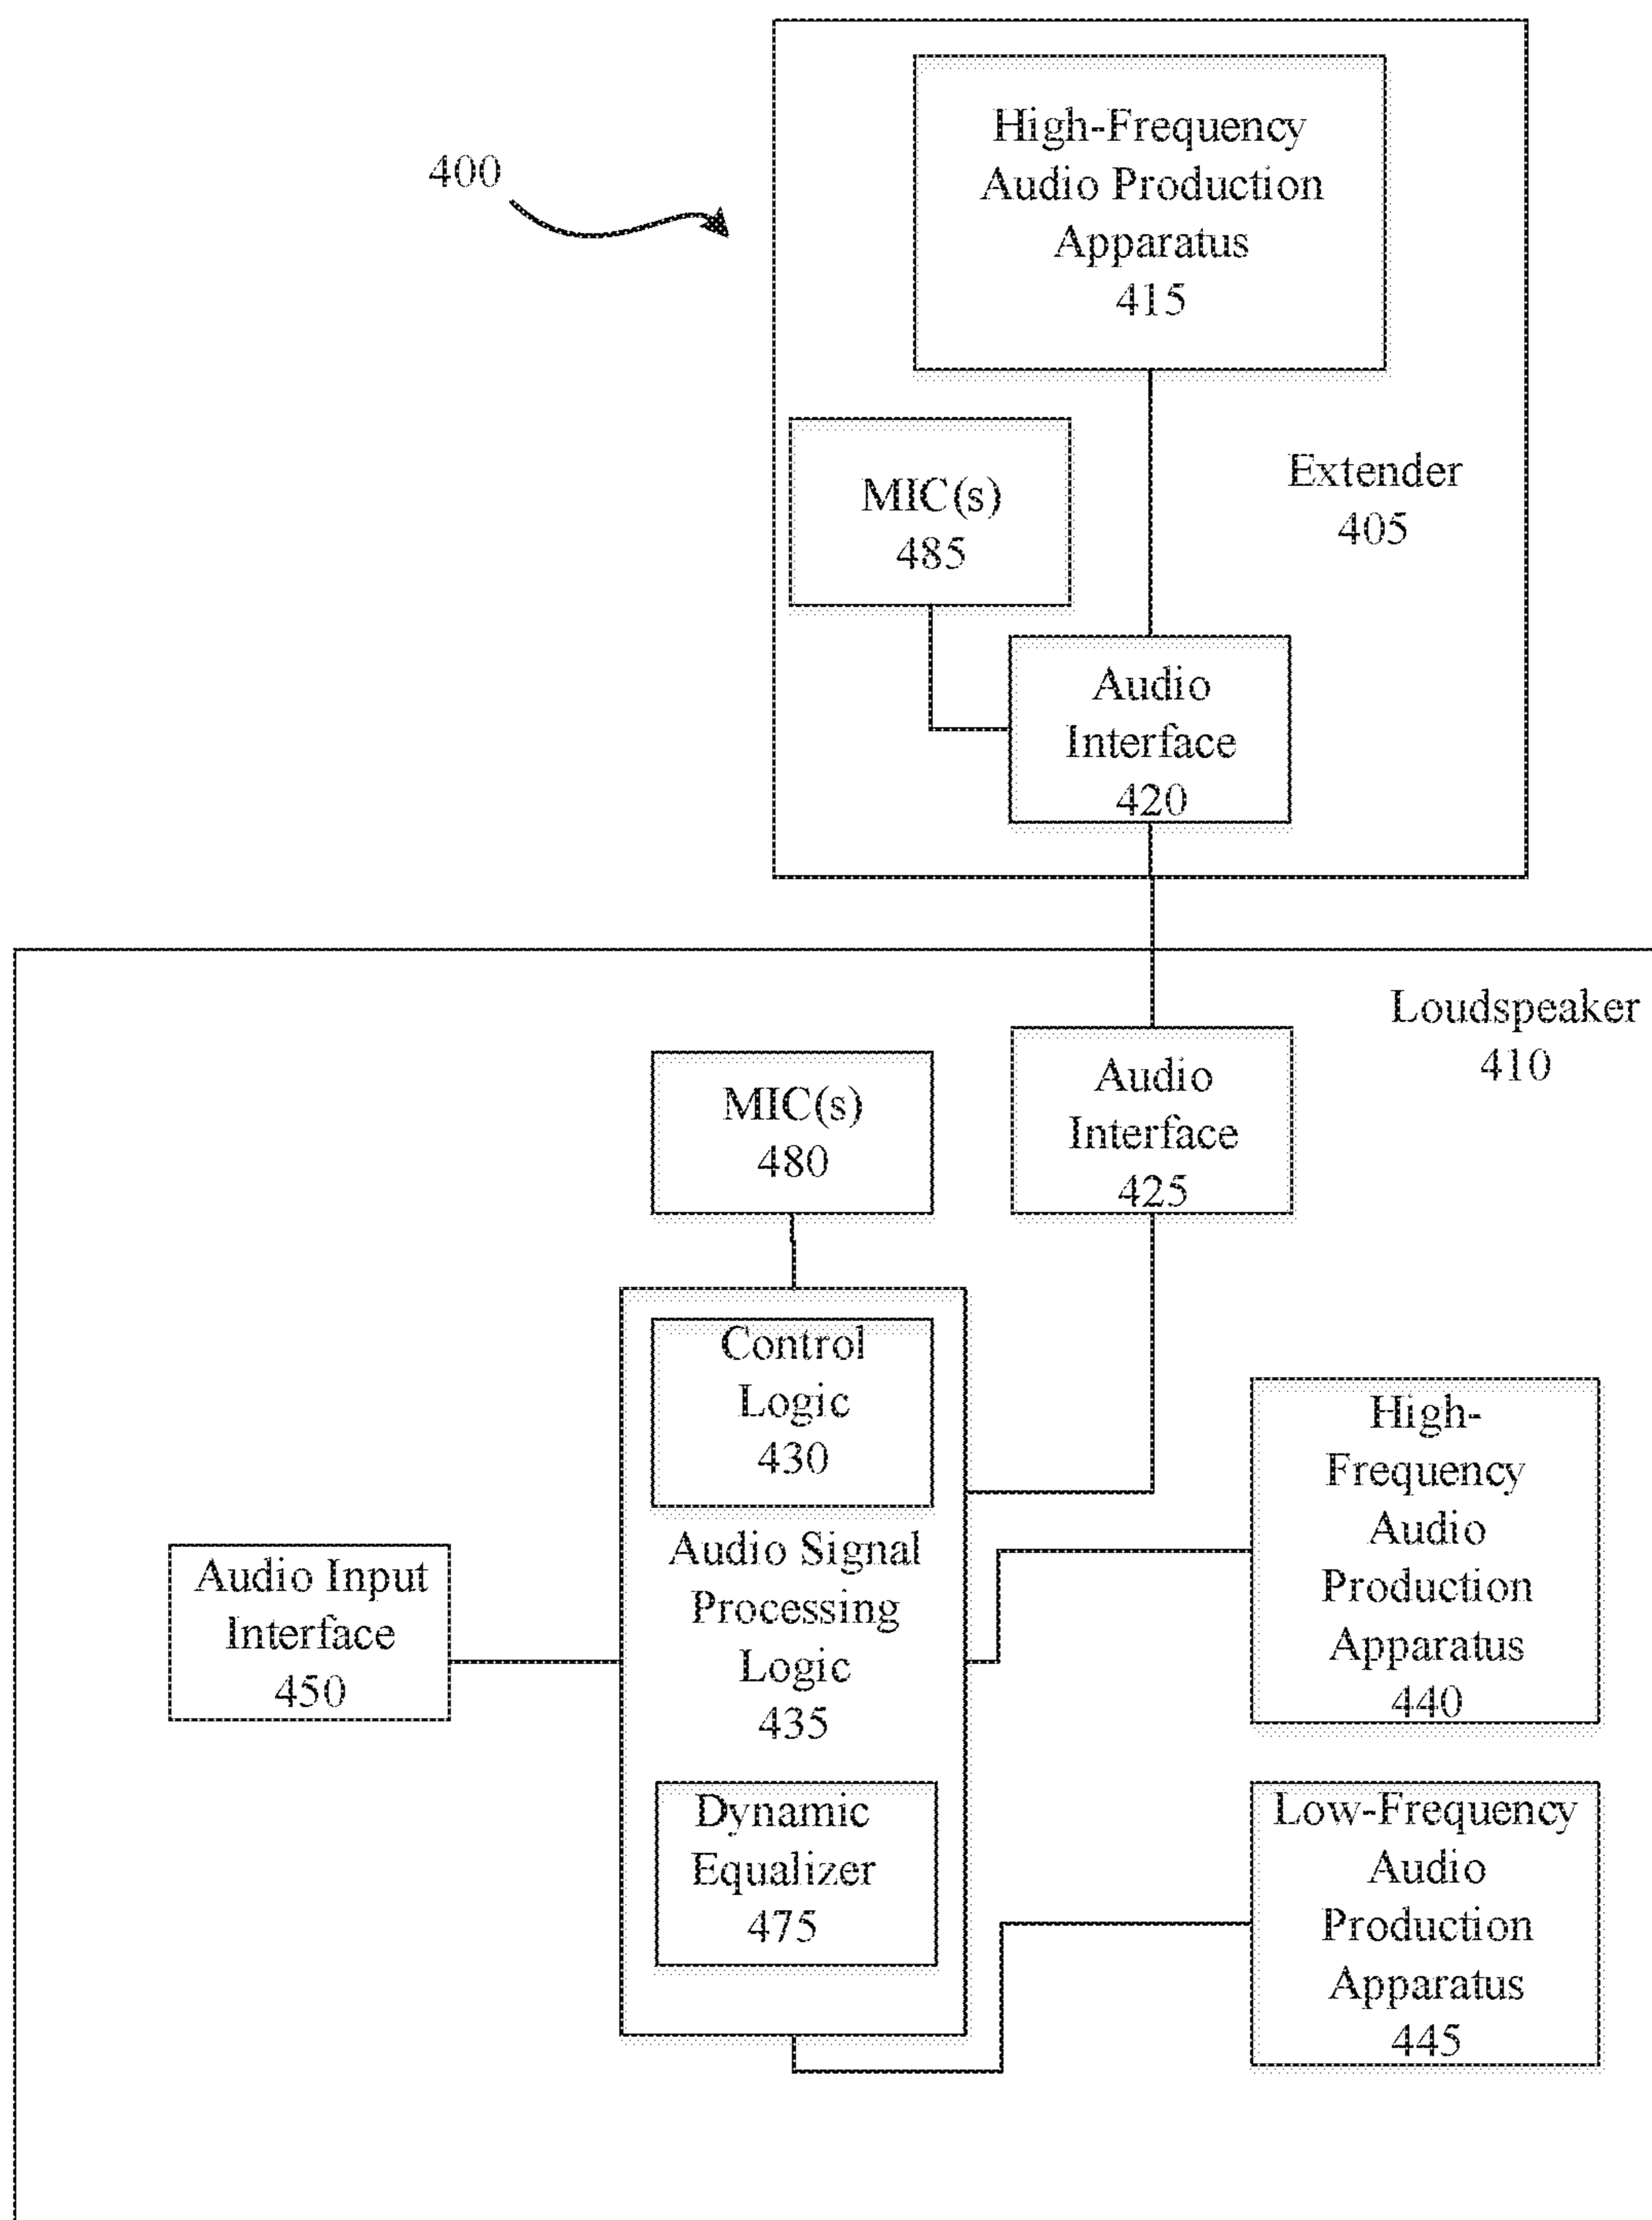 400
High-Frequency
Audio Production
Apparatus
415
MIC(s)
485
Extender
405
Audio
Interface
420
Loudspeaker
410
Audio
Interface
425
MIC(s)
480
Control
Logic
430
Audio Signal
Processing
Logic
435
Dynamic
Equalizer
475
Audio Input
Interface
450
High-
Frequency
Audio
Production
Apparatus
440
Low-Frequency
Audio
Production
Apparatus
445